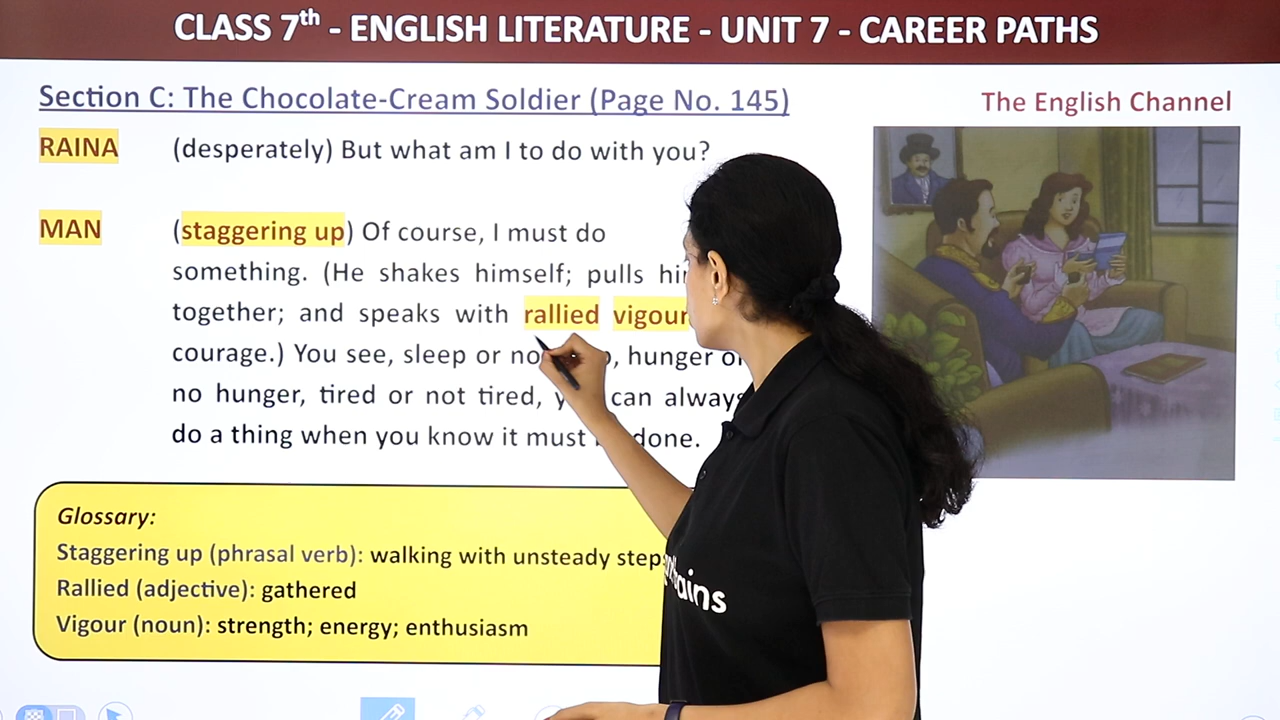 CLASS 7th - ENGLISH LITERATURE - UNIT 7 - CAREER PATHS
Section C: The Chocolate-Cream Soldier (Page No. 145)
The English Channel
RAINA (desperately) But what am I to do with you?
MAN (staggering up) Of course, I must do
something. (He shakes himself; pulls
together; and speaks with rallied vigour
courage.) You see, sleep or no hunger or
no hunger, tired or not tired, can always
do a thing when you know it must done.
Glossary:
Staggering up (phrasal verb): walking with unsteady
Rallied (adjective): gathered
Vigour (noun): strength; energy; enthusiasm